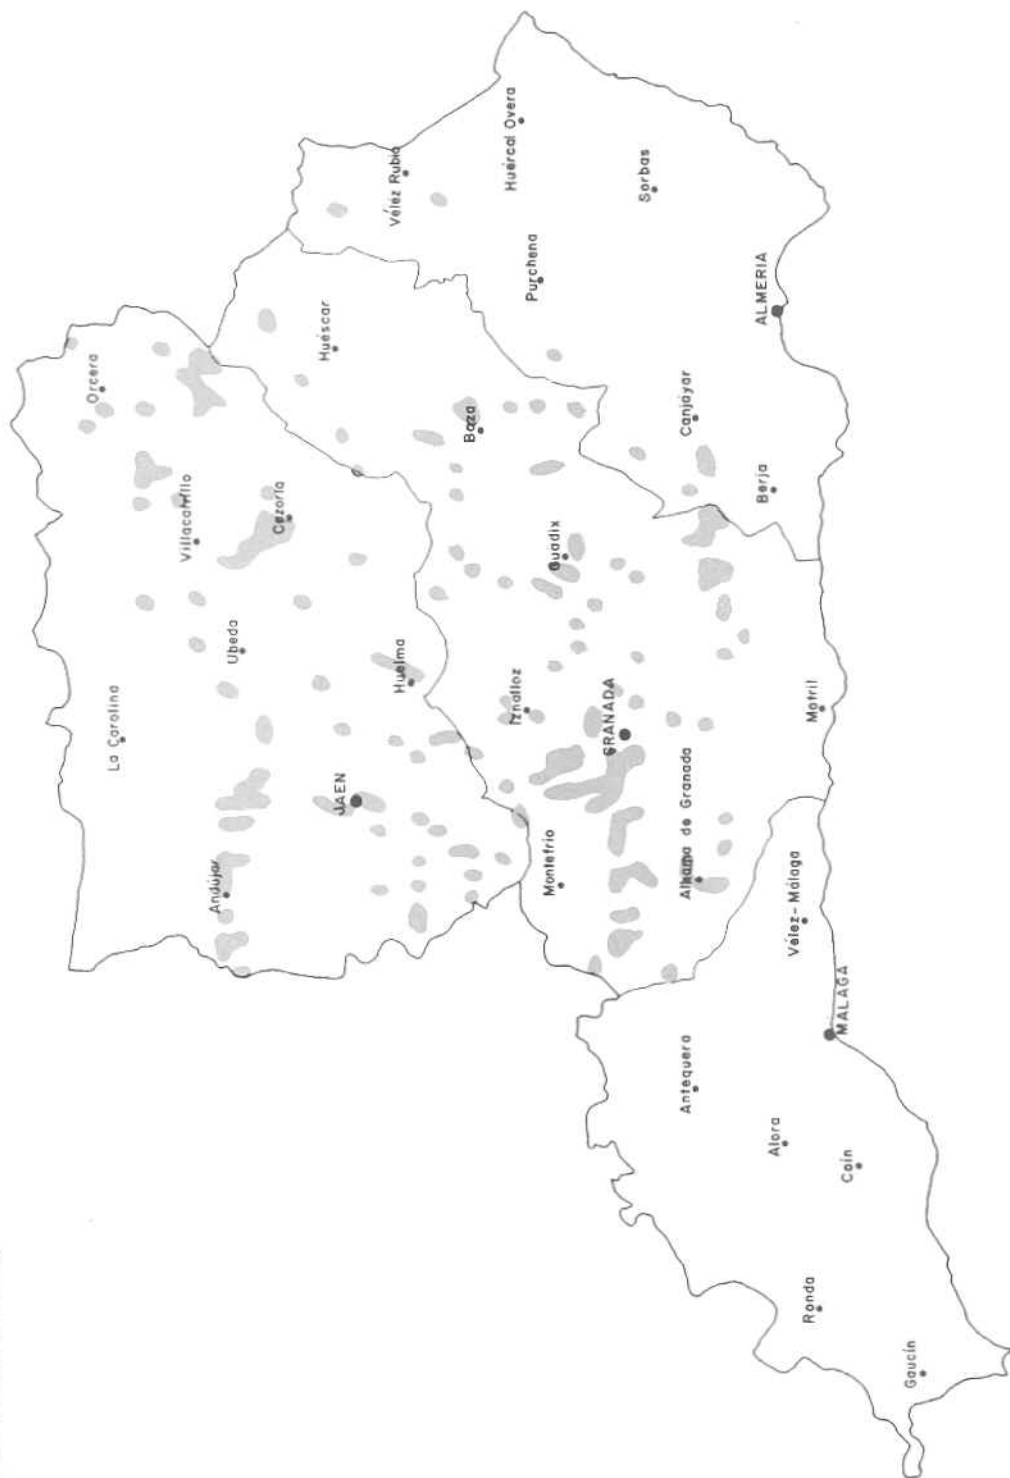 Orcera
La Carolina
Villacarrillo
Andújar
Ubeda
Cazorla
JAEN
Huelma
Huéscar
Vélez Rubio
Baza
Huércal Overa
Iznalloz
Purchena
Montefrio
Guadix
GRANADA
Sorbas
Alhama de Granada
Canjáyar
Antequera
ALMERIA
Berja
Alora
Vélez-Málaga
Motril
Ronda
MALAGA
Coín
Gaucín